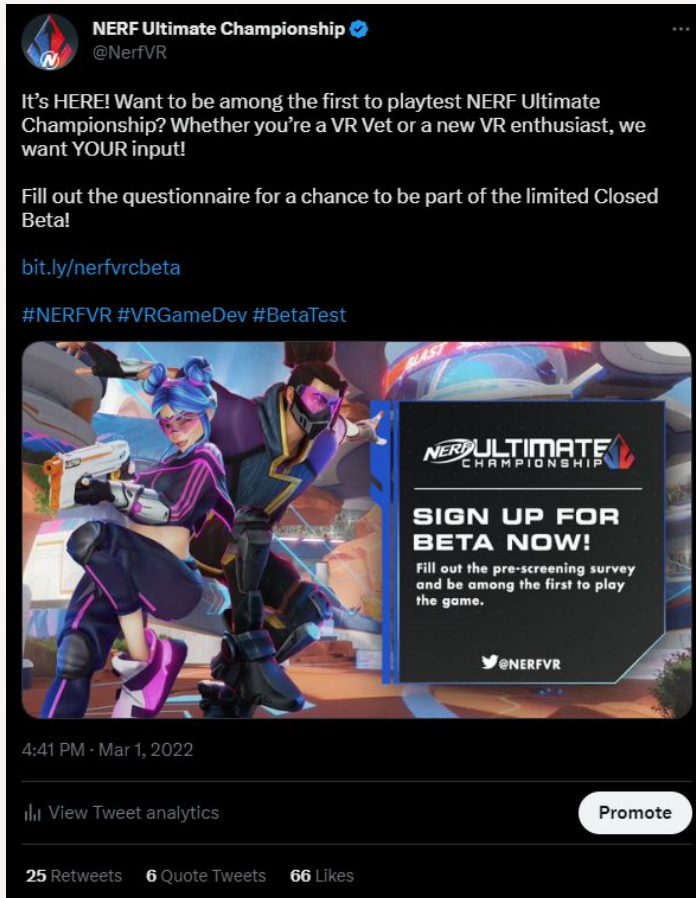 NERF Ultimate Championship
@NerfVR
It's HERE! Want to be among the first to playtest NERF Ultimate
Championship? Whether you're a VR Vet or a new VR enthusiast, we
want YOUR input!
Fill out the questionnaire for a chance to be part of the limited Closed
Beta!
bit.ly/nerfvrcbeta
#NERFVR #VRGameDev #BetaTest
BLAST
NERF ULTIMATE
CHAMPIONSHIP
SIGN UP FOR
BETA NOW!
Fill out the pre-screening survey
and be among the first to play
the game.
@NERFVR
4:41 PM · Mar 1, 2022
View Tweet analytics
Promote
25 Retweets 6 Quote Tweets 66 Likes